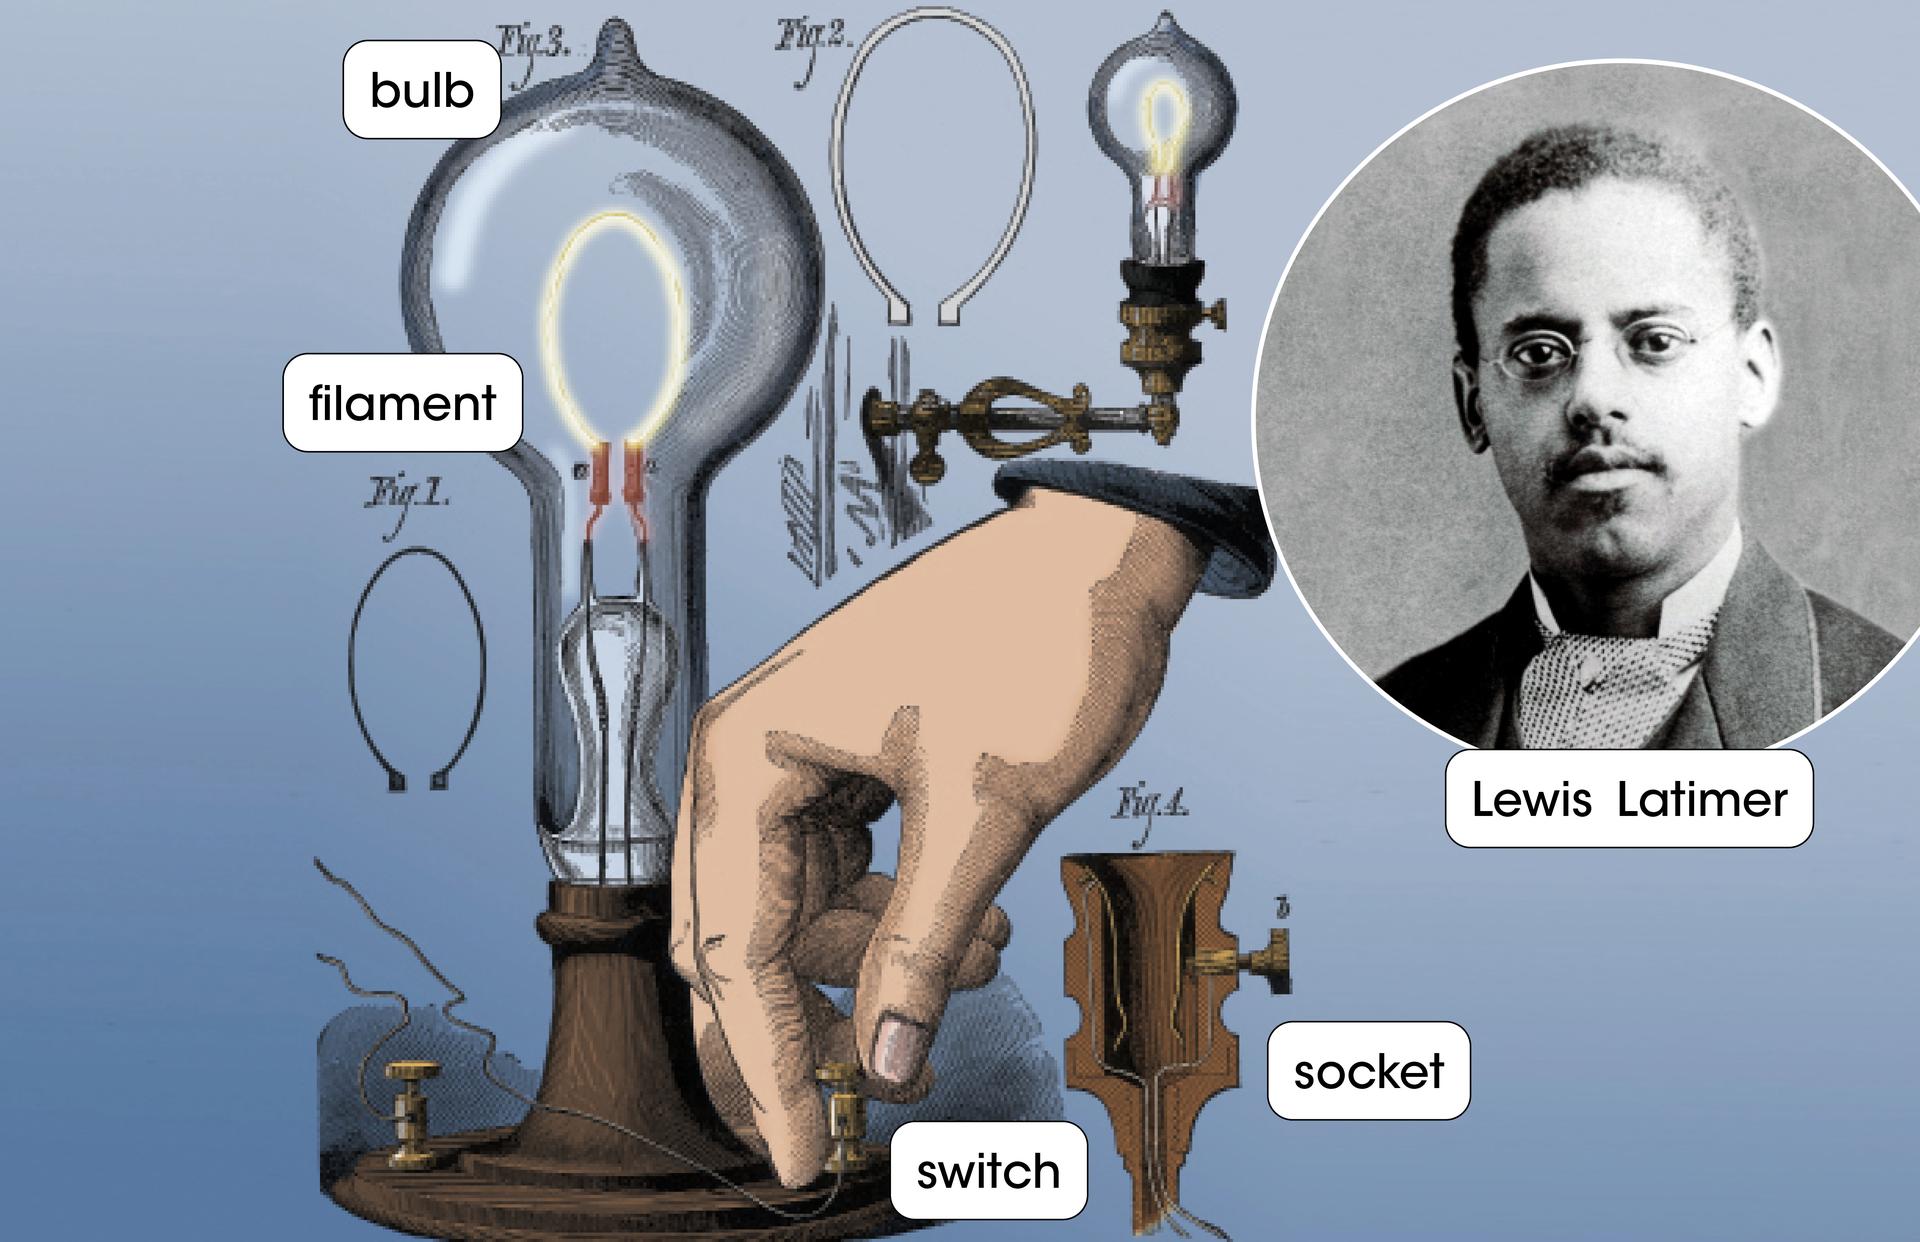 Fig.3.
Fig.2.
bulb
filament
Fig.1.
Lewis Latimer
Fig.4.
b
socket
switch